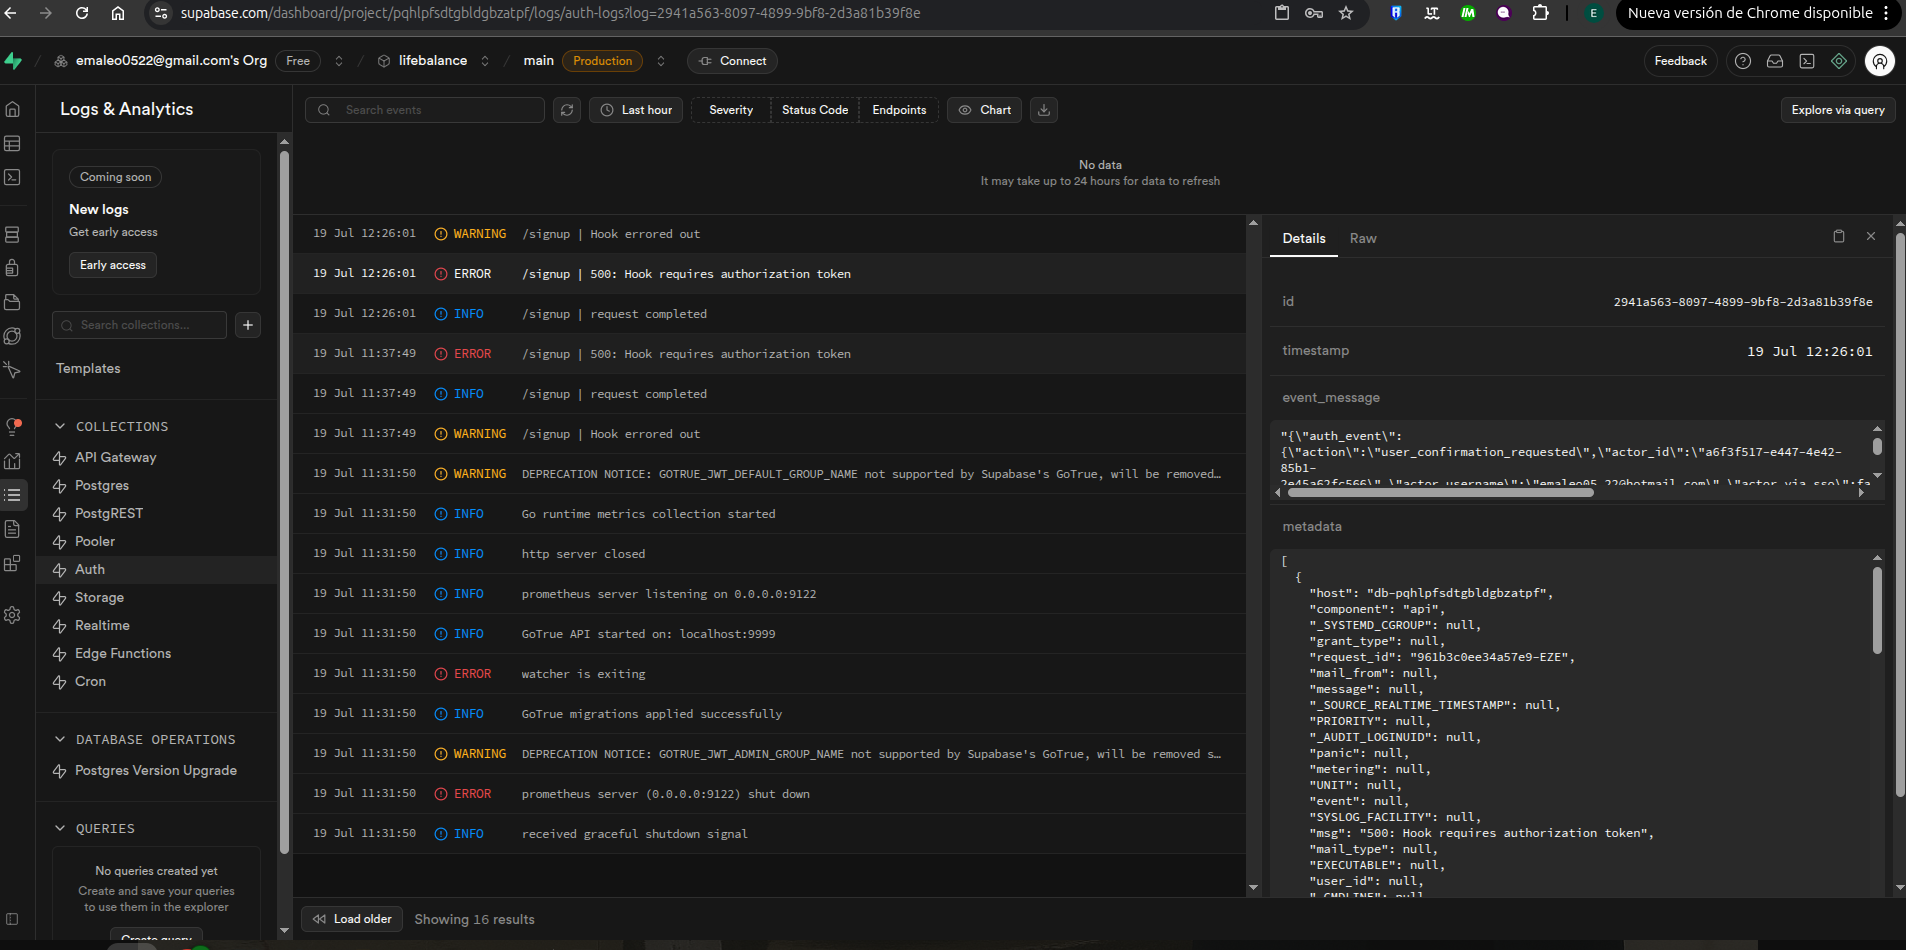 supabase.com/dashboard/project/pqhlpfsdtgbldgbzatpf/logs/auth-logs?log=2941a563-8097-4899-9bf8-2d3a81b39f8e
E
Nueva versión de Chrome disponible
emaleo0522@gmail.com's Org
Free
lifebalance
main
Production
Connect
Feedback
Logs & Analytics
Search events
Last hour
Severity
Status Code
Endpoints
Chart
Explore via query
Coming soon
New logs
Get early access
Early access
Search collections...
Templates
COLLECTIONS
API Gateway
Postgres
PostgREST
Pooler
Auth
Storage
Realtime
Edge Functions
Cron
DATABASE OPERATIONS
Postgres Version Upgrade
QUERIES
No queries created yet
Create and save your queries
to use them in the explorer
Create query
No data
It may take up to 24 hours for data to refresh
19 Jul 12:26:01 WARNING /signup | Hook errored out
19 Jul 12:26:01 ERROR /signup | 500: Hook requires authorization token
19 Jul 12:26:01 INFO /signup | request completed
19 Jul 11:37:49 ERROR /signup | 500: Hook requires authorization token
19 Jul 11:37:49 INFO /signup | request completed
19 Jul 11:37:49 WARNING /signup | Hook errored out
19 Jul 11:31:50 WARNING DEPRECATION NOTICE: GOTRUE_JWT_DEFAULT_GROUP_NAME not supported by Supabase's GoTrue, will be removed…
19 Jul 11:31:50 INFO Go runtime metrics collection started
19 Jul 11:31:50 INFO http server closed
19 Jul 11:31:50 INFO prometheus server listening on 0.0.0.0:9122
19 Jul 11:31:50 INFO GoTrue API started on: localhost:9999
19 Jul 11:31:50 ERROR watcher is exiting
19 Jul 11:31:50 INFO GoTrue migrations applied successfully
19 Jul 11:31:50 WARNING DEPRECATION NOTICE: GOTRUE_JWT_ADMIN_GROUP_NAME not supported by Supabase's GoTrue, will be removed s…
19 Jul 11:31:50 ERROR prometheus server (0.0.0.0:9122) shut down
19 Jul 11:31:50 INFO received graceful shutdown signal
Load older
Showing 16 results
Details
Raw
id
2941a563-8097-4899-9bf8-2d3a81b39f8e
timestamp
19 Jul 12:26:01
event_message
"{\"auth_event\":
{\"action\":\"user_confirmation_requested\",\"actor_id\":\"a6f3f517-e447-4e42-
85b1-
2e45a62fc566\",\"actor_username\":\"emaleo05_22@hotmail.com\",\"actor_via_sso\":fa
metadata
[
{
"host": "db-pqhlpfsdtgbldgbzatpf",
"component": "api",
"_SYSTEMD_CGROUP": null,
"grant_type": null,
"request_id": "961b3c0ee34a57e9-EZE",
"mail_from": null,
"message": null,
"_SOURCE_REALTIME_TIMESTAMP": null,
"PRIORITY": null,
"_AUDIT_LOGINUID": null,
"panic": null,
"metering": null,
"UNIT": null,
"event": null,
"SYSLOG_FACILITY": null,
"msg": "500: Hook requires authorization token",
"mail_type": null,
"EXECUTABLE": null,
"user_id": null,
"_CMDLINE": null